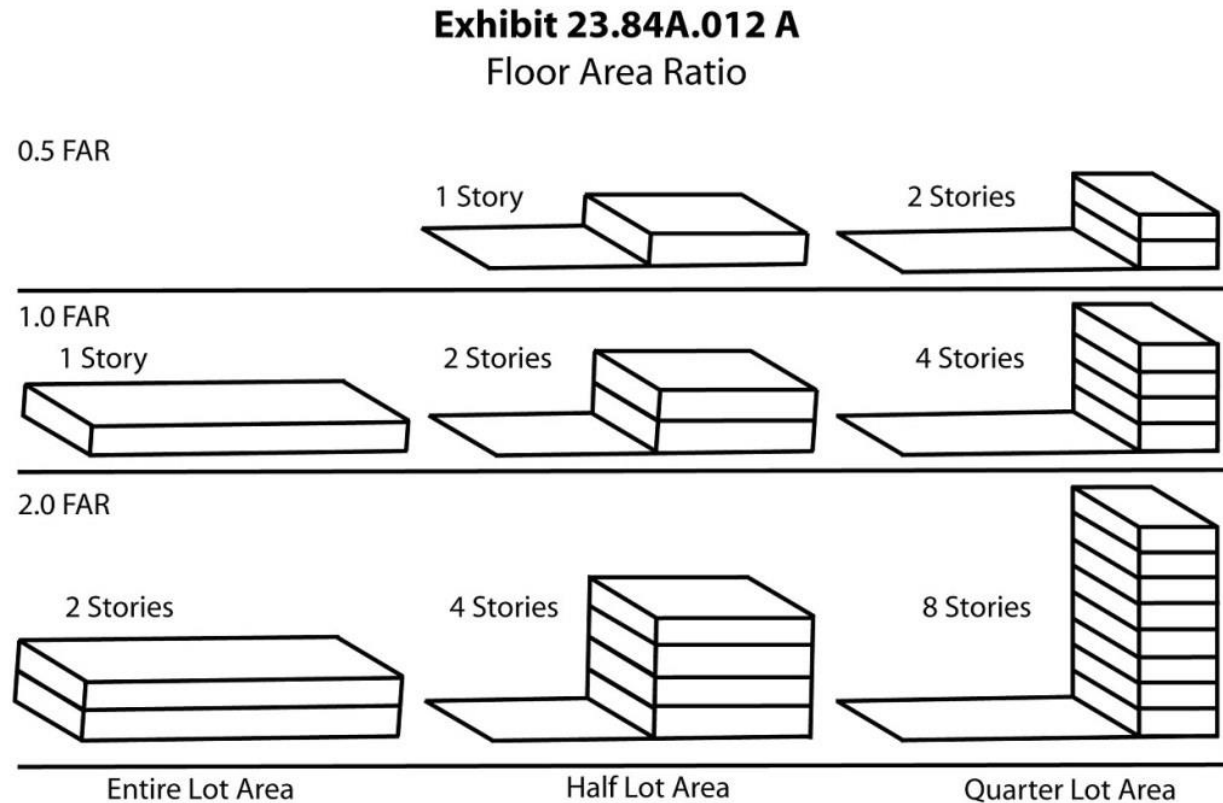 Exhibit 23.84A.012 A
Floor Area Ratio
0.5 FAR
1 Story
2 Stories
1.0 FAR
1 Story
2 Stories
4 Stories
2.0 FAR
2 Stories
4 Stories
8 Stories
Entire Lot Area
Half Lot Area
Quarter Lot Area